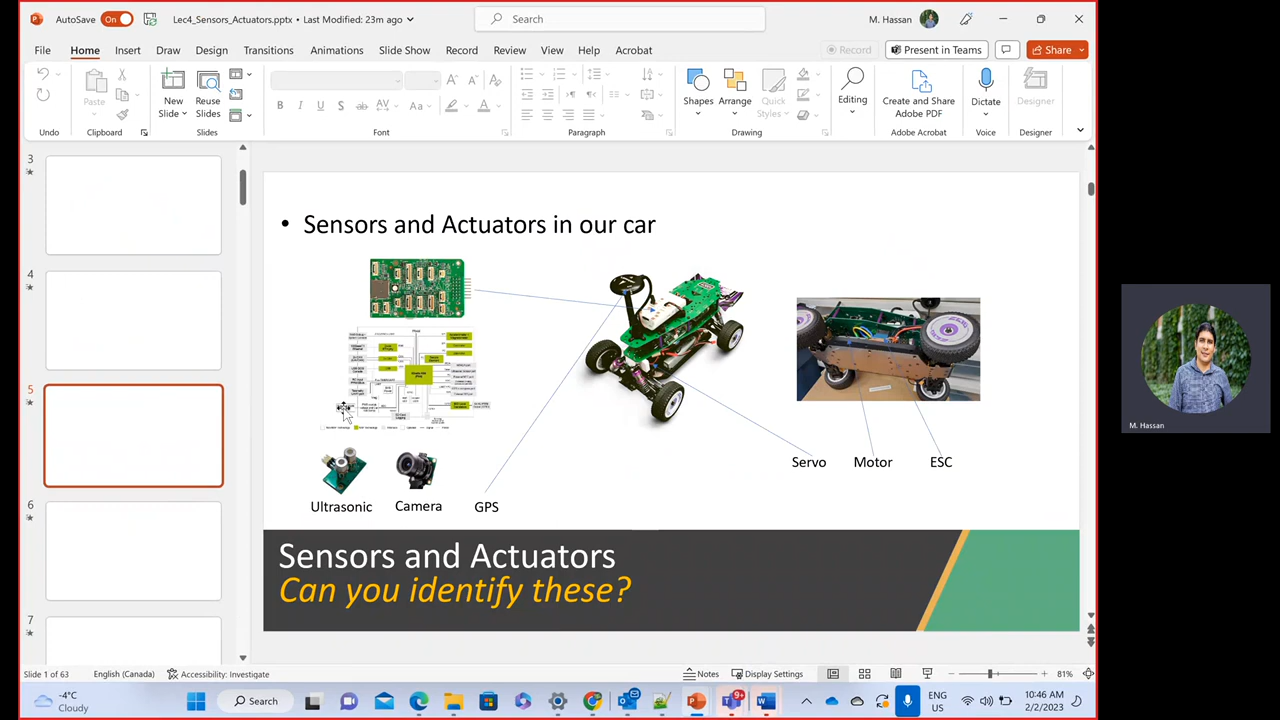 AutoSave On Lec4_Sensors_Actuators.pptx • Last Modified: 23m ago Search M. Hassan
File Home Insert Draw Design Transitions Animations Slide Show Record Review View Help Acrobat Record Present in Teams Share
Paste New Slide Reuse Slides Shapes Arrange Quick Styles Editing Create and Share Adobe PDF Dictate Designer
Undo Clipboard Slides Font Paragraph Drawing Adobe Acrobat Voice Designer
3
4
5
6
7
• Sensors and Actuators in our car
Servo Motor ESC
Ultrasonic Camera GPS
Sensors and Actuators
Can you identify these?
M. Hassan
Slide 1 of 63 English (Canada) Accessibility: Investigate Notes Display Settings 81%
-4°C
Cloudy
Search
9+
ENG
US
10:46 AM
2/2/2023